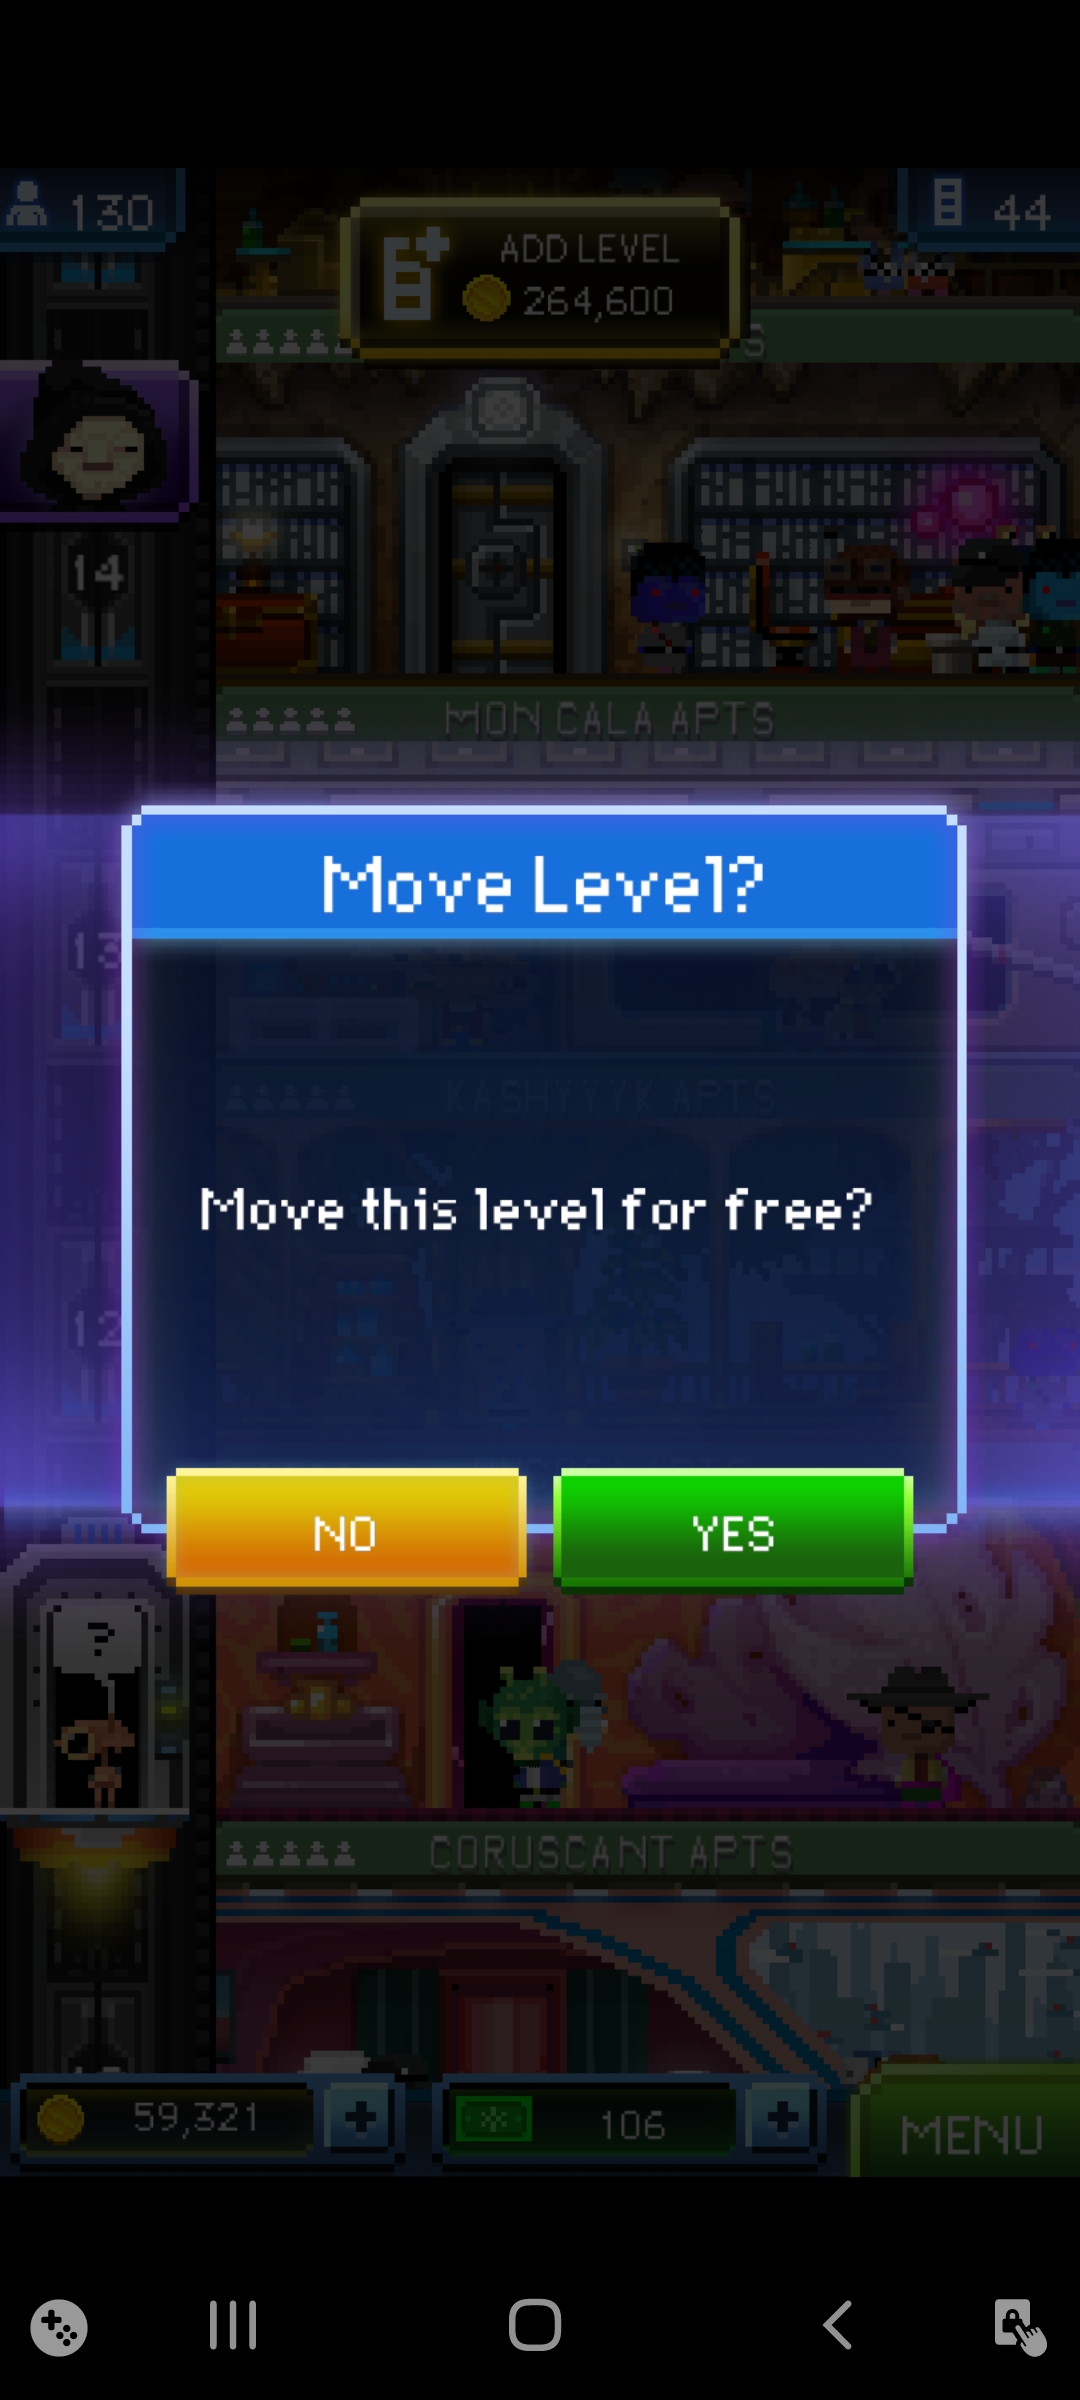 130
ADD LEVEL
264,600
44
S
14
MON CALA APTS
Move Level?
13
KASHYYYK APTS
Move this level for free?
12
NO
YES
?
CORUSCANT APTS
59,321
106
MENU